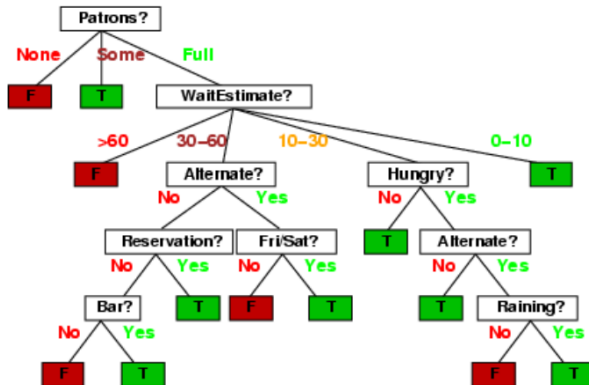 Patrons?
None Some Full
F T WaitEstimate?
>60 30–60 10–30 0–10
F Alternate? Hungry? T
No Yes No Yes
Reservation? Fri/Sat? T Alternate?
No Yes No Yes No Yes
Bar? T F T T Raining?
No Yes No Yes
F T F T